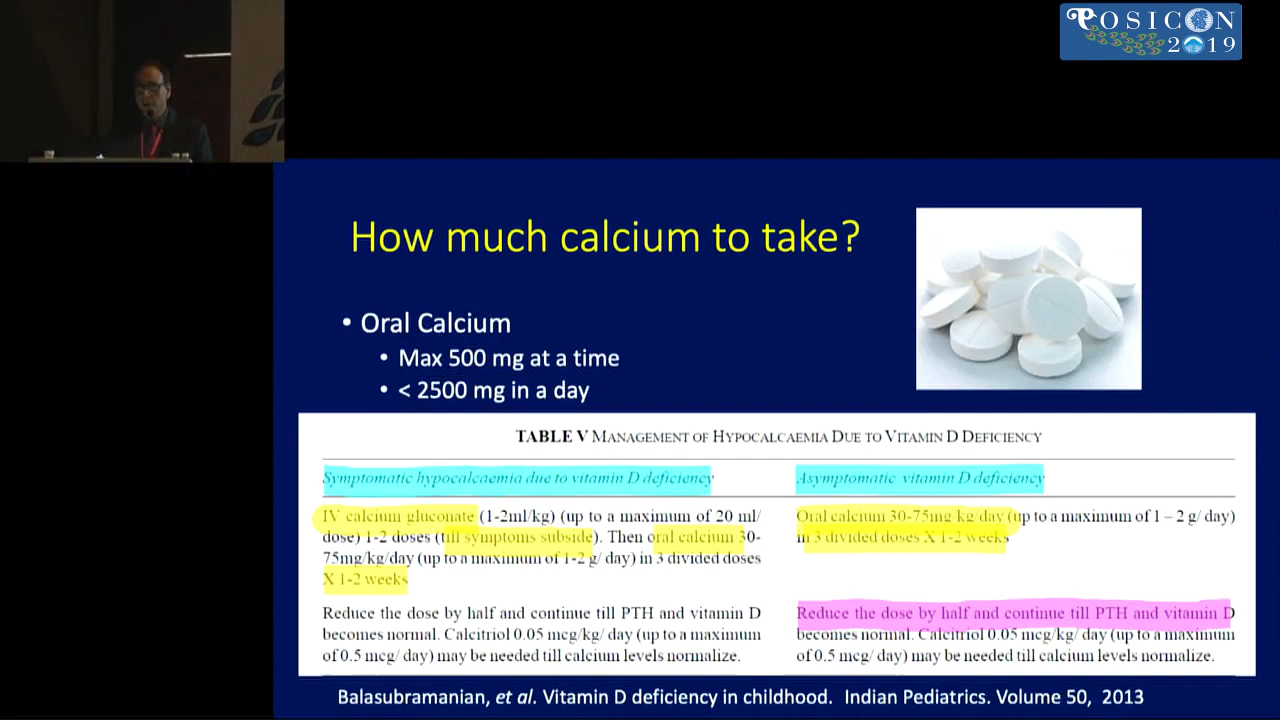 POSICON
2019
How much calcium to take?
• Oral Calcium
• Max 500 mg at a time
• < 2500 mg in a day
TABLE V MANAGEMENT OF HYPOCALCAEMIA DUE TO VITAMIN D DEFICIENCY
Symptomatic hypocalcaemia due to vitamin D deficiency
IV calcium gluconate (1-2ml/kg) (up to a maximum of 20 ml/
dose) 1-2 doses (till symptoms subside). Then oral calcium 30-
75mg/kg/day (up to a maximum of 1-2 g/ day) in 3 divided doses
X 1-2 weeks
Reduce the dose by half and continue till PTH and vitamin D
becomes normal. Calcitriol 0.05 mcg/kg/ day (up to a maximum
of 0.5 mcg/ day) may be needed till calcium levels normalize.
Asymptomatic vitamin D deficiency
Oral calcium 30-75mg/kg/day (up to a maximum of 1 – 2 g/ day)
in 3 divided doses X 1-2 weeks
Reduce the dose by half and continue till PTH and vitamin D
becomes normal. Calcitriol 0.05 mcg/kg/ day (up to a maximum
of 0.5 mcg/ day) may be needed till calcium levels normalize.
Balasubramanian, et al. Vitamin D deficiency in childhood. Indian Pediatrics. Volume 50, 2013